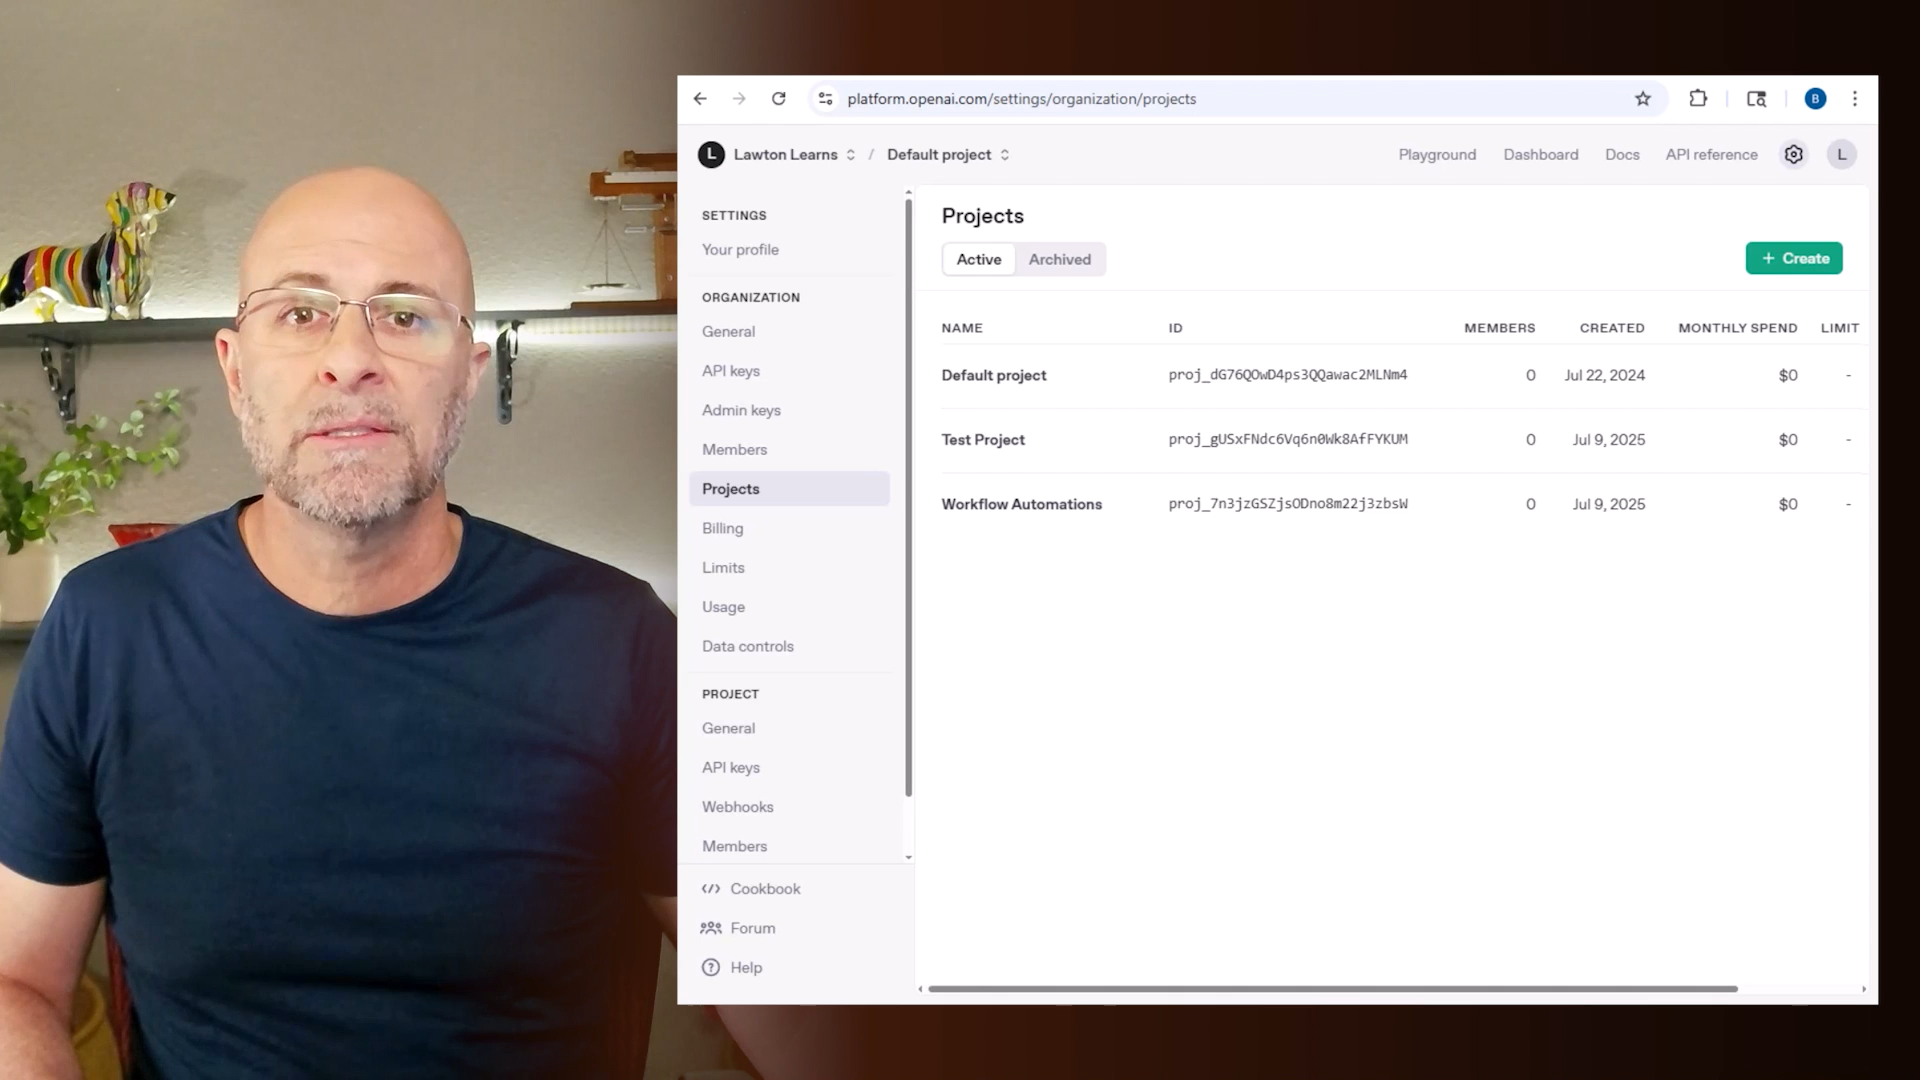 platform.openai.com/settings/organization/projects
B
L Lawton Learns / Default project
Playground Dashboard Docs API reference L
SETTINGS
Your profile
ORGANIZATION
General
API keys
Admin keys
Members
Projects
Billing
Limits
Usage
Data controls
PROJECT
General
API keys
Webhooks
Members
Cookbook
Forum
Help
Projects
Active Archived
+ Create
NAME ID MEMBERS CREATED MONTHLY SPEND LIMIT
Default project proj_dG76QOwD4ps3QQawac2MLNm4 0 Jul 22, 2024 $0 -
Test Project proj_gUSxFNdc6Vq6n0Wk8AfFYKUM 0 Jul 9, 2025 $0 -
Workflow Automations proj_7n3jzGSZjsODno8m22j3zbsW 0 Jul 9, 2025 $0 -